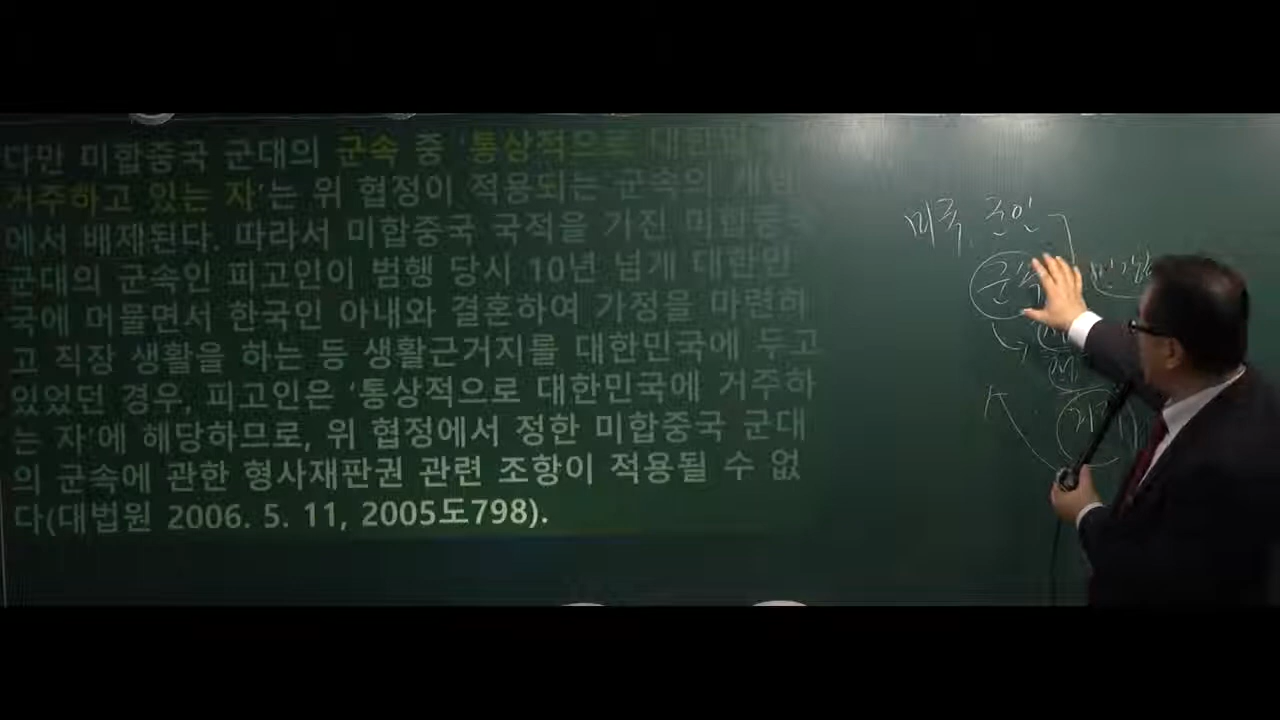 다만 미합중국 군대의 군속 중 '통상적으로 대한민
거주하고 있는 자'는 위 협정이 적용되는 군속의 개념
에서 배제된다. 따라서 미합중국 국적을 가진 미합중국
군대의 군속인 피고인이 범행 당시 10년 넘게 대한민
국에 머물면서 한국인 아내와 결혼하여 가정을 마련하
고 직장 생활을 하는 등 생활근거지를 대한민국에 두고
있었던 경우, 피고인은 '통상적으로 대한민국에 거주하
는 자'에 해당하므로, 위 협정에서 정한 미합중국 군대
의 군속에 관한 형사재판권 관련 조항이 적용될 수 없
다(대법원 2006. 5. 11, 2005도798).
미국, 군인
군속